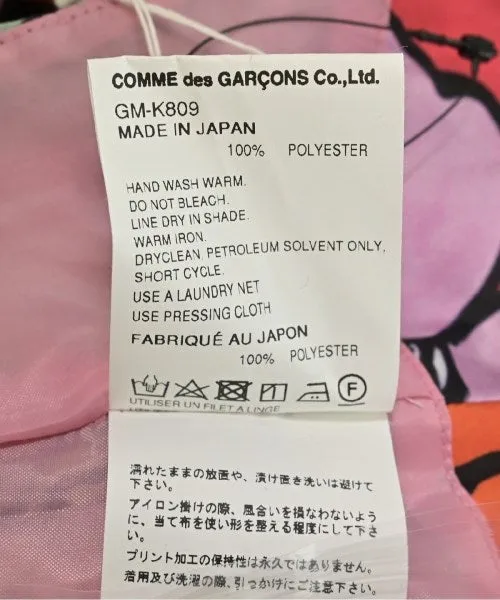 COMME des GARÇONS Co.,Ltd.
GM-K809
MADE IN JAPAN
100% POLYESTER
HAND WASH WARM.
DO NOT BLEACH.
LINE DRY IN SHADE.
WARM IRON.
DRYCLEAN, PETROLEUM SOLVENT ONLY,
SHORT CYCLE.
USE A LAUNDRY NET
USE PRESSING CLOTH
FABRIQUÉ AU JAPON
100% POLYESTER
F
UTILISER UN FILET A LINGE
濡れたままの放置や、漬け置き洗いは避けて
下さい。
アイロン掛けの際、風合いを損なわないよう
に、当て布を使い形を整える程度にして下さ
い。
プリント加工の保持性は永久ではありません。
着用及び洗濯の際、引っかけにご注意下さい。